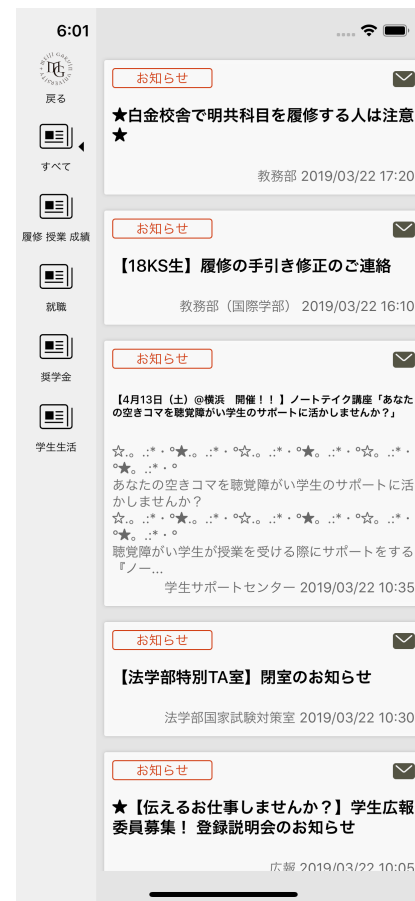 6:01
MEIJI GAKUIN
MG
UNIVERSITY
戻る
すべて
履修 授業 成績
就職
奨学金
学生生活
お知らせ
★白金校舎で明共科目を履修する人は注意
★
教務部 2019/03/22 17:20
お知らせ
【18KS生】履修の手引き修正のご連絡
教務部（国際学部） 2019/03/22 16:10
お知らせ
【4月13日（土）@横浜　開催！！】ノートテイク講座「あなた
の空きコマを聴覚障がい学生のサポートに活かしませんか？」
☆.。.:*・°★.。.:*・°☆.。.:*・°★。.:*・°☆。.:*・
°★。.:*・°
あなたの空きコマを聴覚障がい学生のサポートに活
かしませんか？
☆.。.:*・°★.。.:*・°☆.。.:*・°★。.:*・°☆。.:*・
°★。.:*・°
聴覚障がい学生が授業を受ける際にサポートをする
『ノー...
学生サポートセンター 2019/03/22 10:35
お知らせ
【法学部特別TA室】閉室のお知らせ
法学部国家試験対策室 2019/03/22 10:30
お知らせ
★【伝えるお仕事しませんか？】学生広報
委員募集！ 登録説明会のお知らせ
広報 2019/03/22 10:05